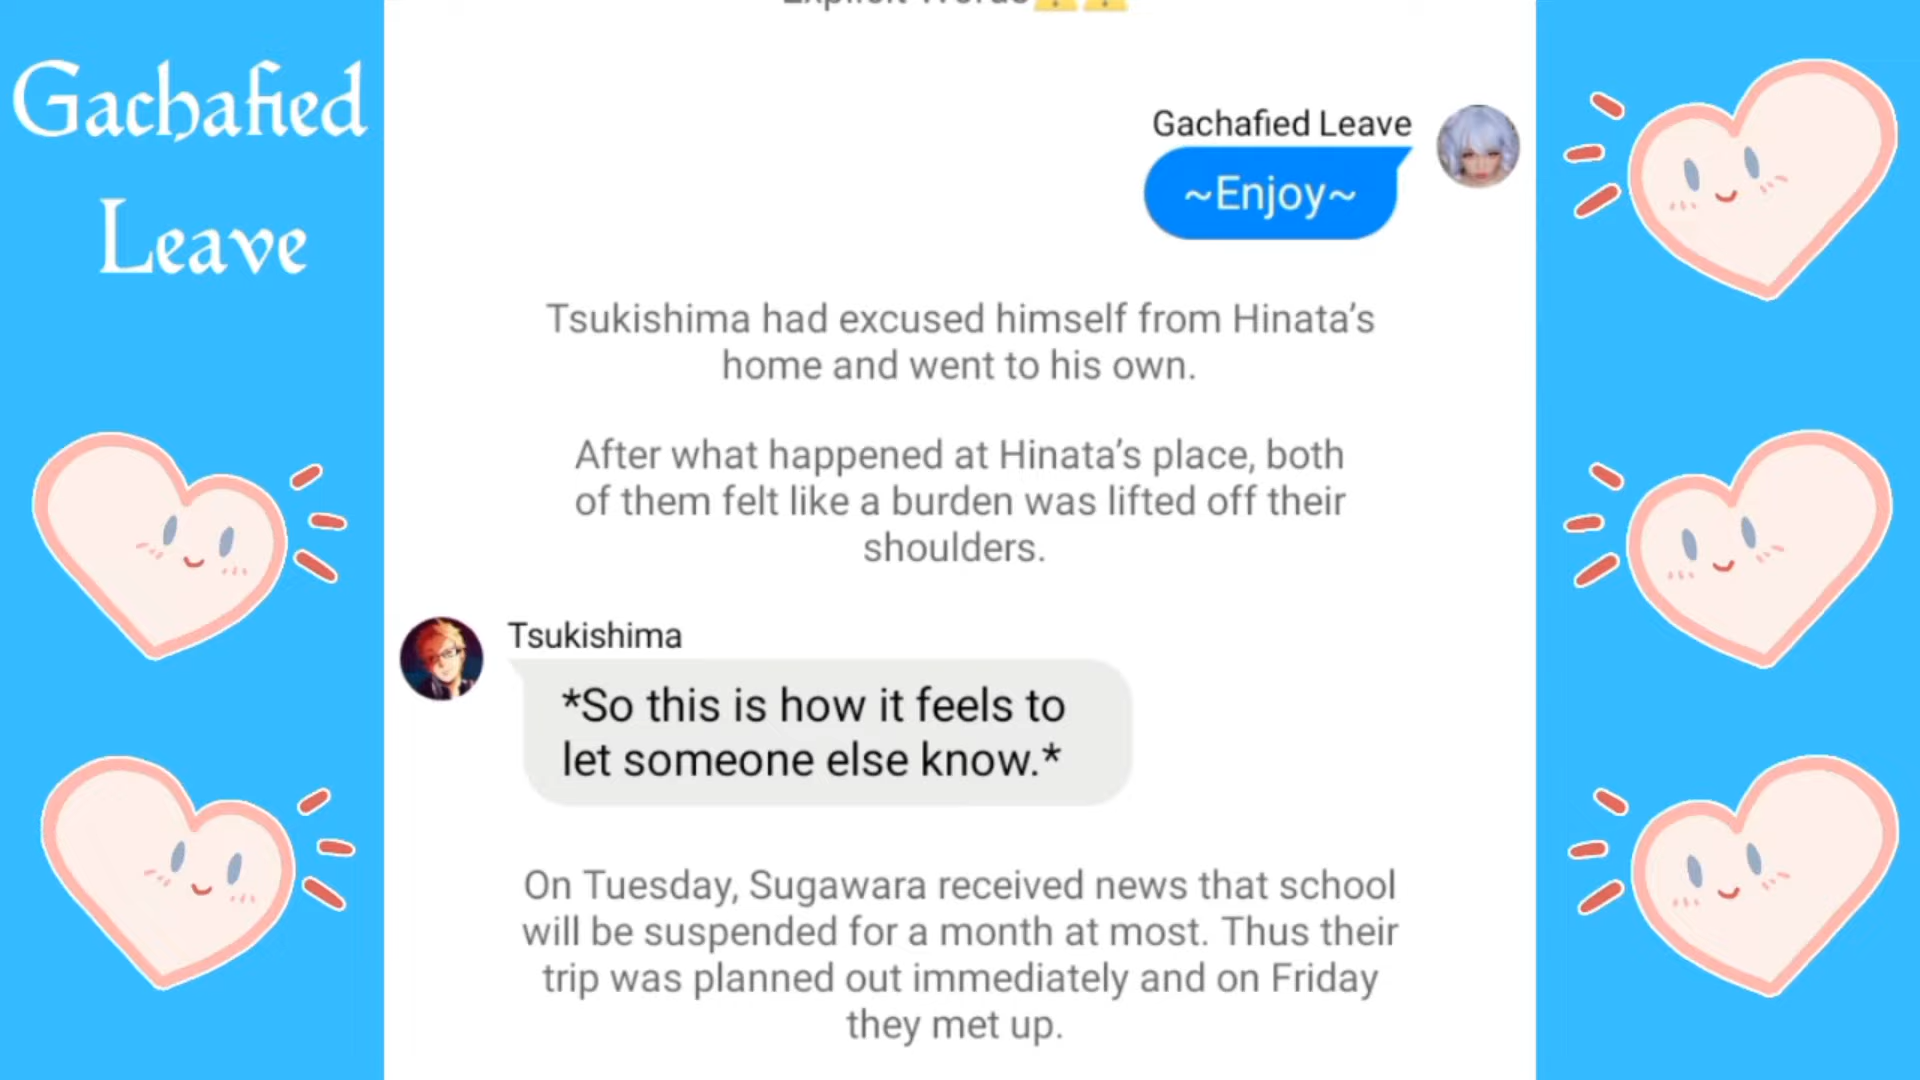 Explicit Words
Gachafied
Leave
Gachafied Leave
~Enjoy~
Tsukishima had excused himself from Hinata’s
home and went to his own.
After what happened at Hinata’s place, both
of them felt like a burden was lifted off their
shoulders.
Tsukishima
*So this is how it feels to
let someone else know.*
On Tuesday, Sugawara received news that school
will be suspended for a month at most. Thus their
trip was planned out immediately and on Friday
they met up.